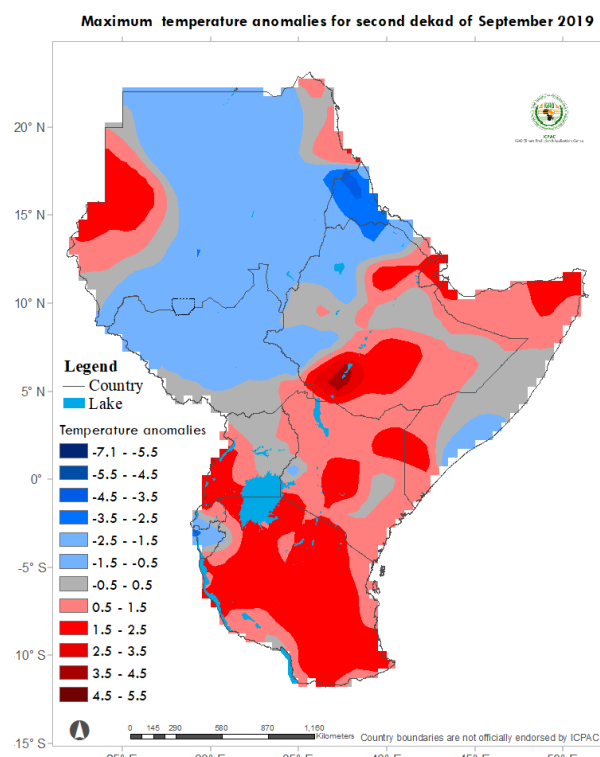 Maximum temperature anomalies for second dekad of September 2019
20° N
15° N
10° N
5° N
0°
-5° S
10° S
15° S
IGAD
ICPAC
Legend
Country
Lake
Temperature anomalies
-7.1 - -5.5
-5.5 - -4.5
-4.5 - -3.5
-3.5 - -2.5
-2.5 - -1.5
-1.5 - -0.5
-0.5 - 0.5
0.5 - 1.5
1.5 - 2.5
2.5 - 3.5
3.5 - 4.5
4.5 - 5.5
0 145 290 580 870 1,160
Kilometers
Country boundaries are not officially endorsed by ICPAC